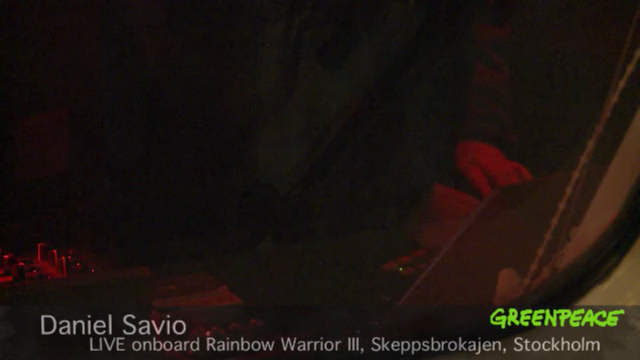 GREENPEACE
Daniel Savio
LIVE onboard Rainbow Warrior III, Skeppsbrokajen, Stockholm